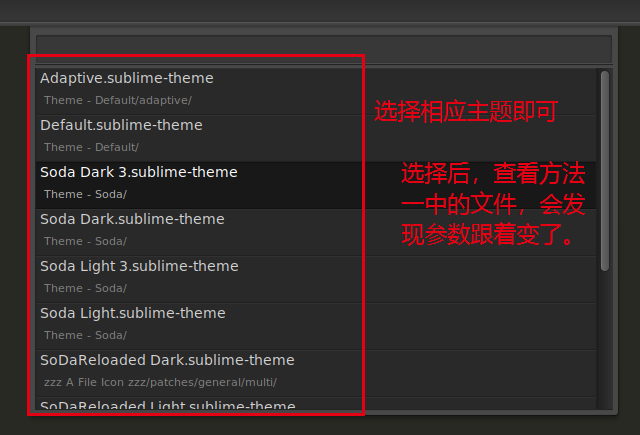 Adaptive.sublime-theme
Theme - Default/adaptive/
Default.sublime-theme
Theme - Default/
Soda Dark 3.sublime-theme
Theme - Soda/
Soda Dark.sublime-theme
Theme - Soda/
Soda Light 3.sublime-theme
Theme - Soda/
Soda Light.sublime-theme
Theme - Soda/
SoDaReloaded Dark.sublime-theme
zzz A File Icon zzz/patches/general/multi/
SoDaReloaded Light.sublime-theme
选择相应主题即可
选择后，查看方法
一中的文件，会发
现参数跟着变了。